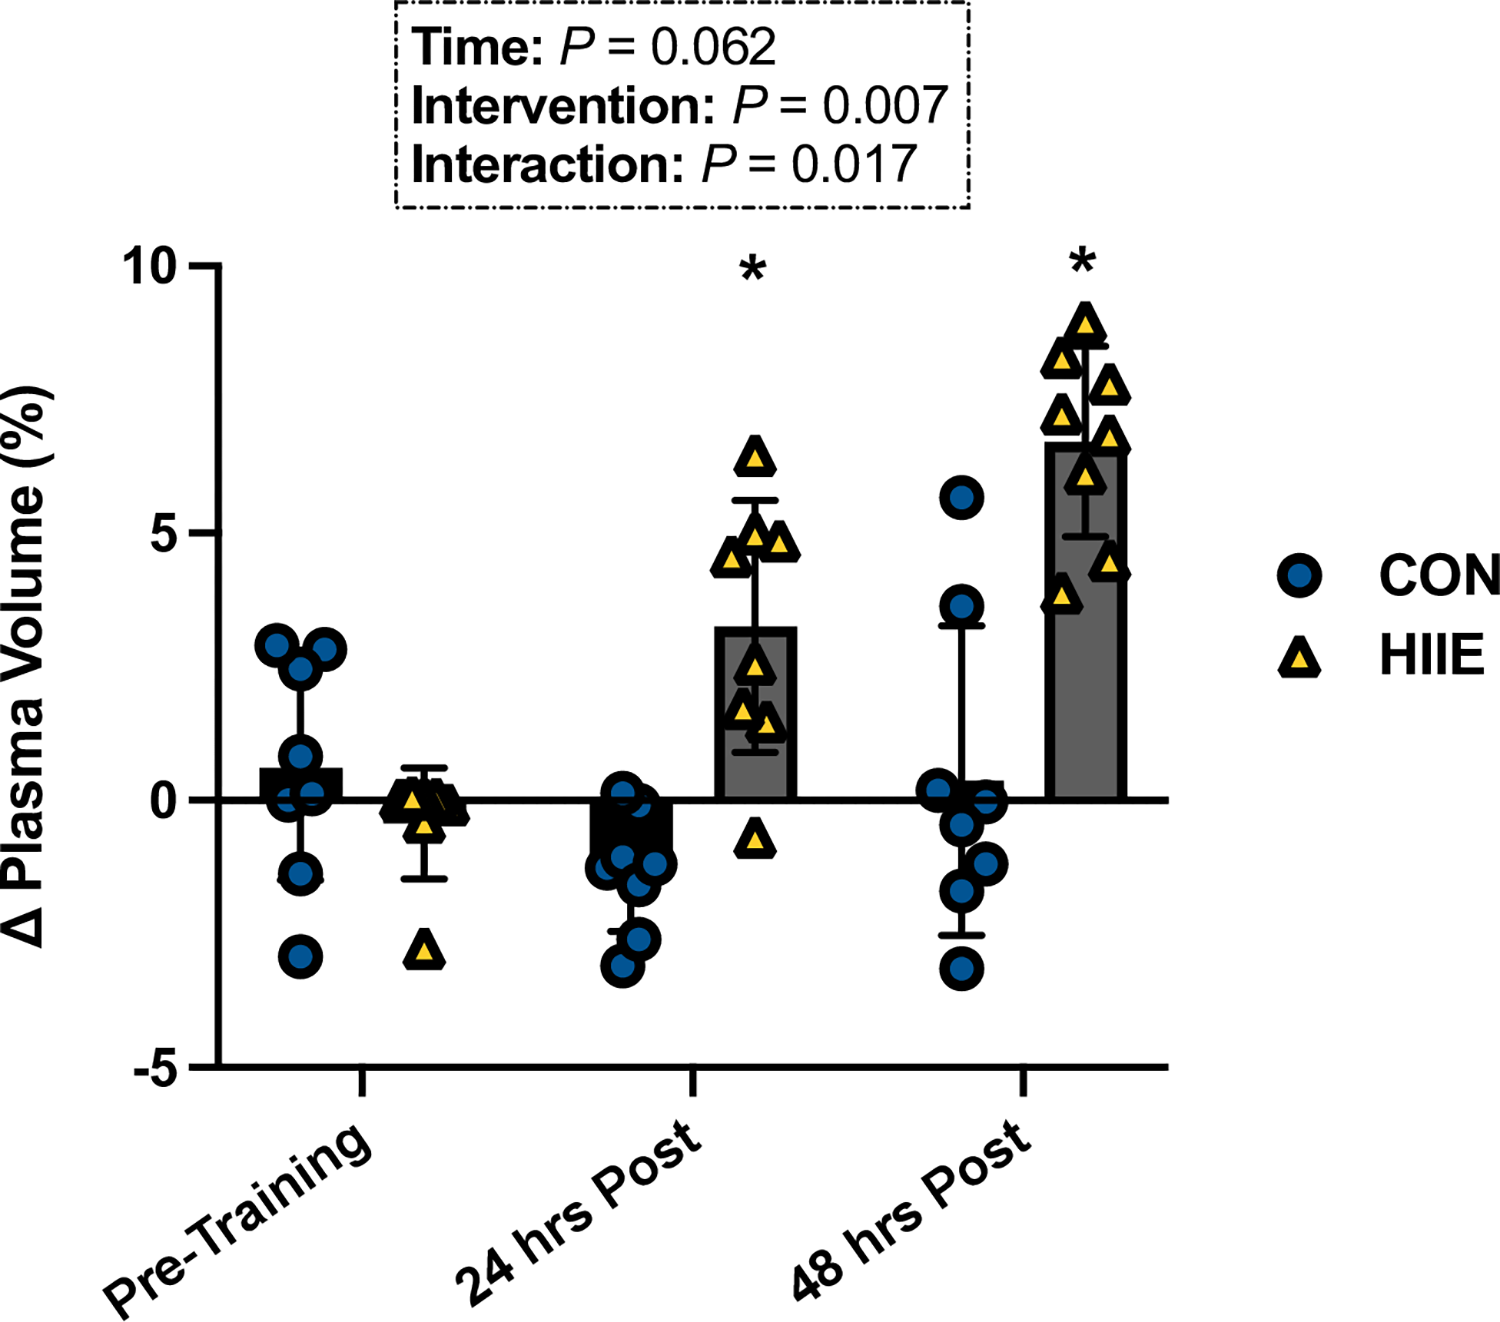 Time: P = 0.062
Intervention: P = 0.007
Interaction: P = 0.017
Δ Plasma Volume (%)
10
5
0
-5
*
*
Pre-Training
24 hrs Post
48 hrs Post
CON
HIIE